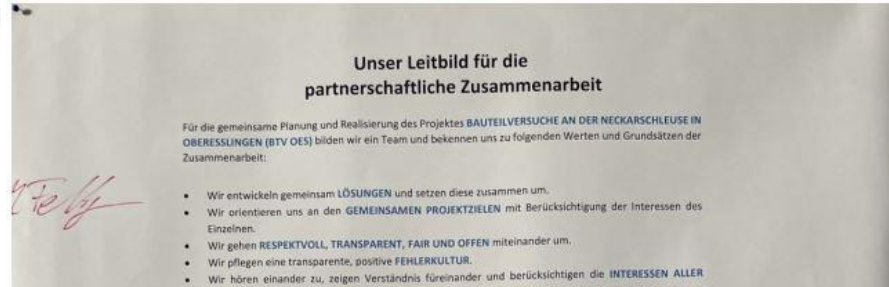 Unser Leitbild für die
partnerschaftliche Zusammenarbeit
Für die gemeinsame Planung und Realisierung des Projektes BAUTEILVERSUCHE AN DER NECKARSCHLEUSE IN
OBERESSLINGEN (BTV OES) bilden wir ein Team und bekennen uns zu folgenden Werten und Grundsätzen der
Zusammenarbeit:
• Wir entwickeln gemeinsam LÖSUNGEN und setzen diese zusammen um.
• Wir orientieren uns an den GEMEINSAMEN PROJEKTZIELEN mit Berücksichtigung der Interessen des
Einzelnen.
• Wir gehen RESPEKTVOLL, TRANSPARENT, FAIR UND OFFEN miteinander um.
• Wir pflegen eine transparente, positive FEHLERKULTUR.
• Wir hören einander zu, zeigen Verständnis füreinander und berücksichtigen die INTERESSEN ALLER